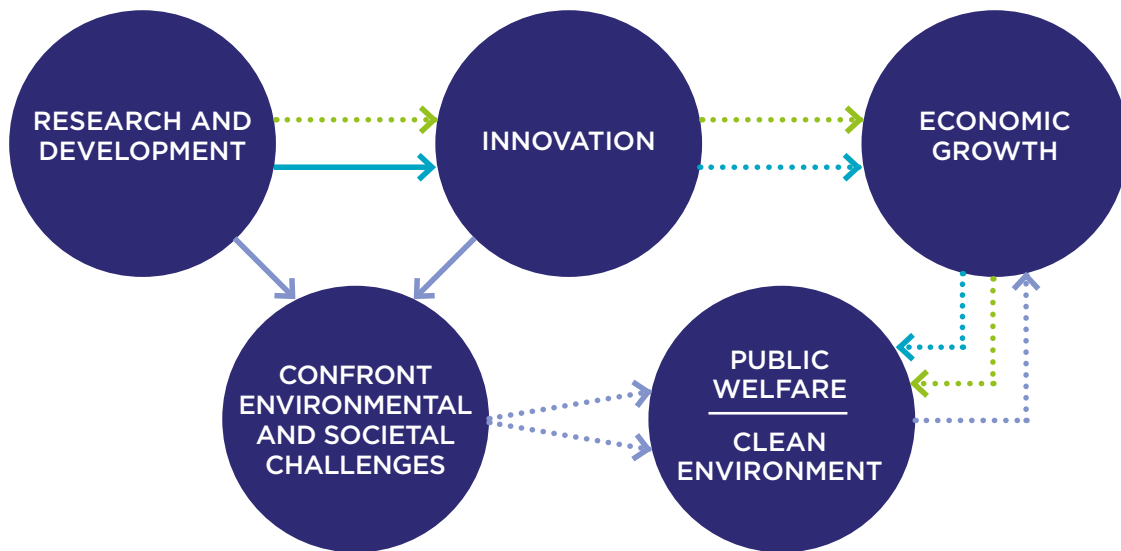 RESEARCH AND
DEVELOPMENT
INNOVATION
ECONOMIC
GROWTH
CONFRONT
ENVIRONMENTAL
AND SOCIETAL
CHALLENGES
PUBLIC
WELFARE
CLEAN
ENVIRONMENT